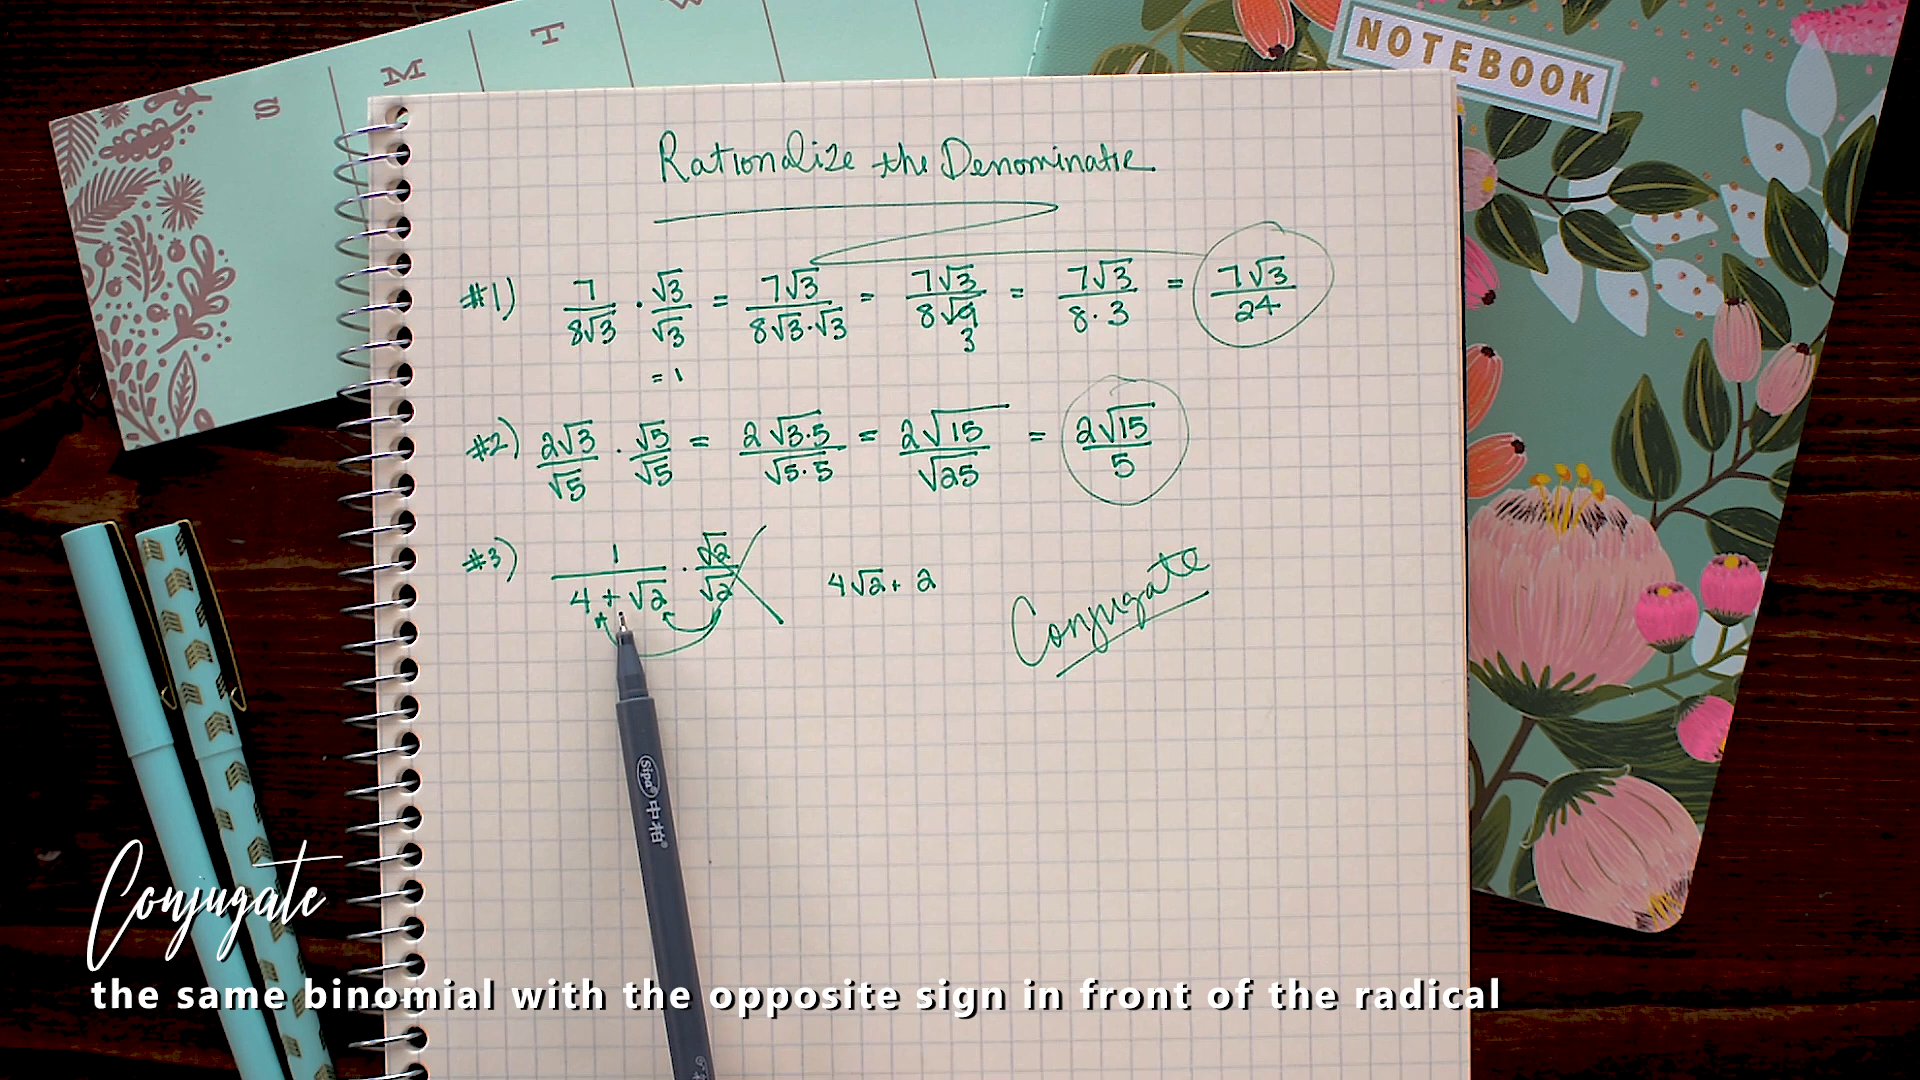 S M T W
NOTEBOOK
Rationalize the Denominator
#1) 7/8√3 · √3/√3 = 7√3/8√3·√3 = 7√3/8√9 = 7√3/8·3 = 7√3/24
3
= 1
#2) 2√3/√5 · √5/√5 = 2√3·5/√5·5 = 2√15/√25 = 2√15/5
#3) 1/4+√2 · √2/√2 4√2 + 2
Conjugate
Sipa® 中柏®
Conjugate
the same binomial with the opposite sign in front of the radical